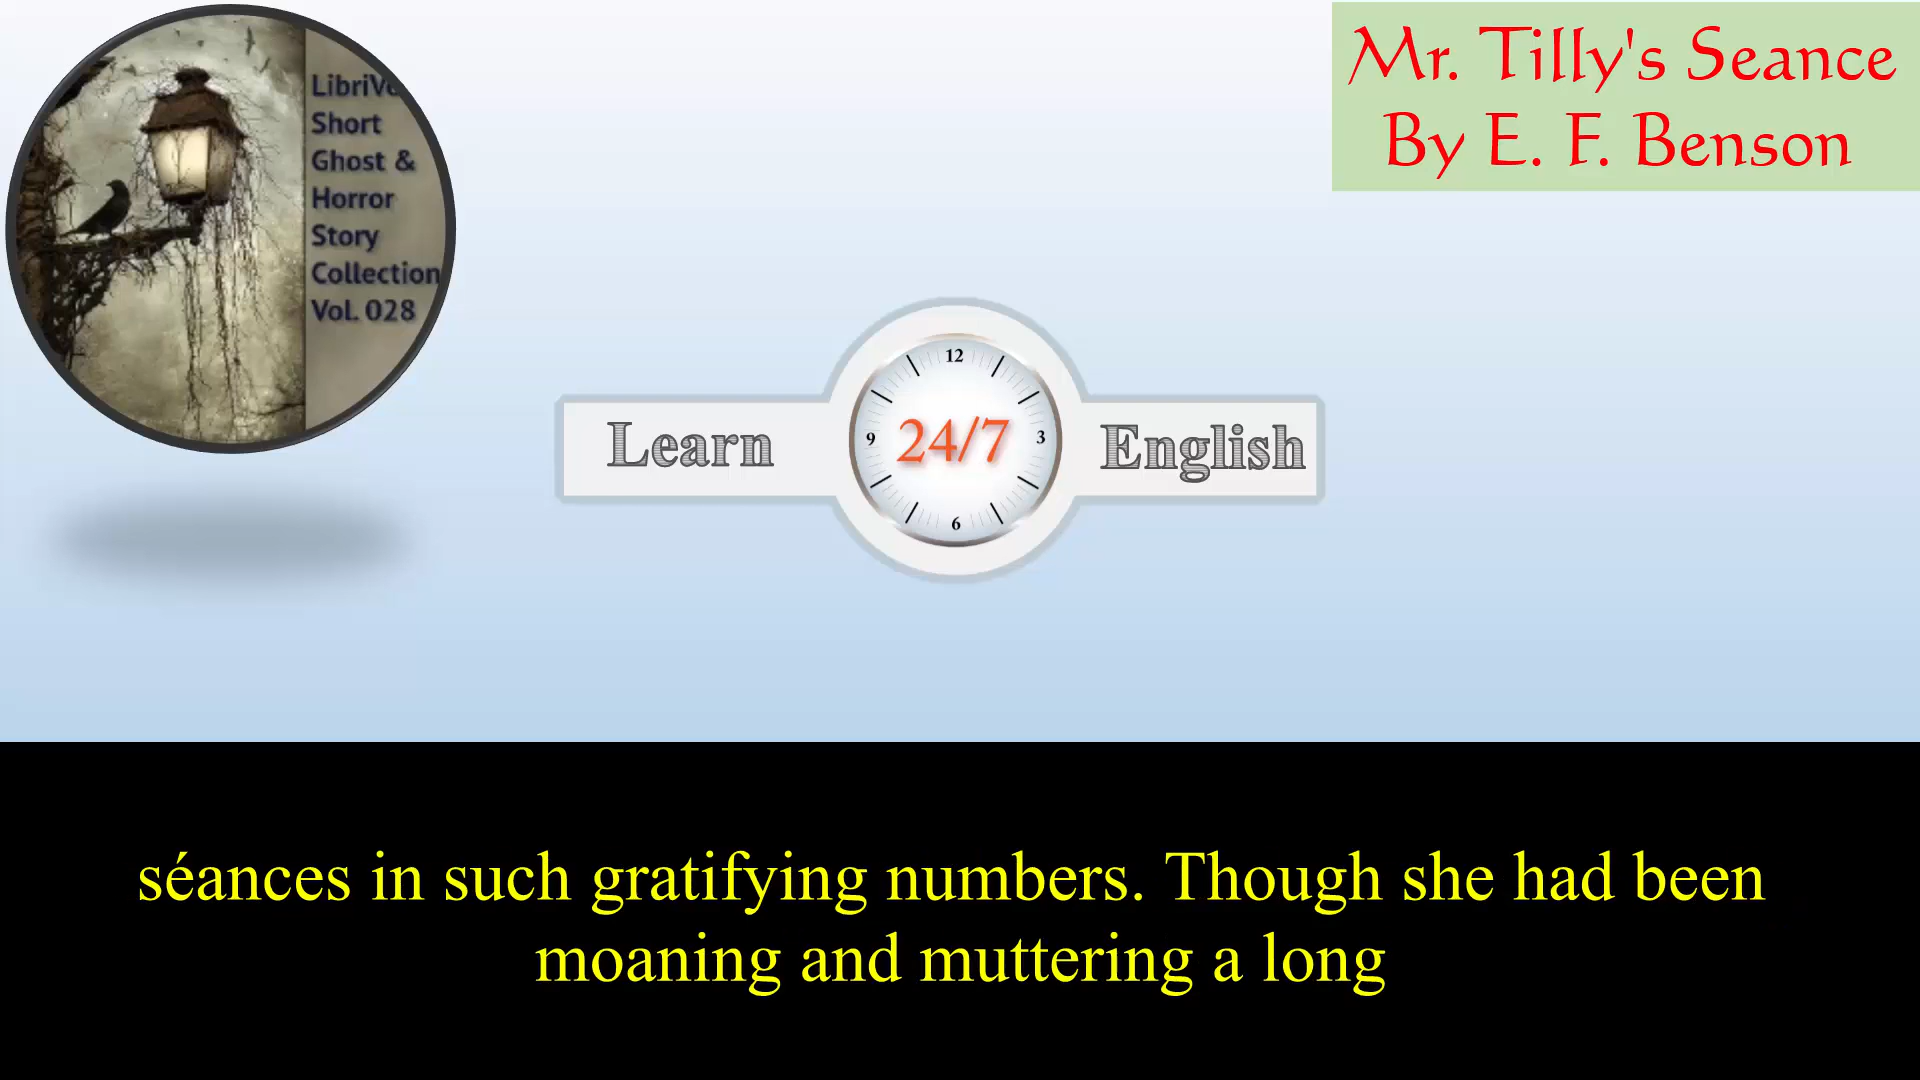 LibriVo
Short
Ghost &
Horror
Story
Collection
Vol. 028
Mr. Tilly's Seance
By E. F. Benson
12
9
3
6
Learn
24/7
English
séances in such gratifying numbers. Though she had been
moaning and muttering a long